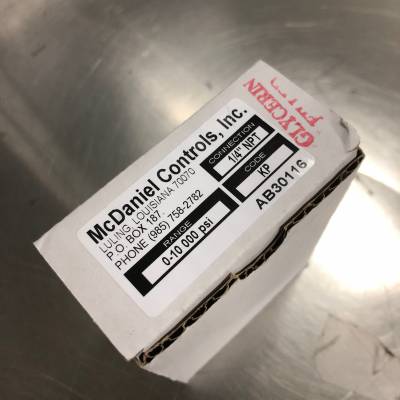 McDaniel Controls, Inc.
LULING, LOUISIANA 70070
P.O. BOX 187.
PHONE (985) 758-2782
RANGE
0-10 000 psi
CONNECTION
1/4" NPT
CODE
KP
AB30116
GLYCERIN